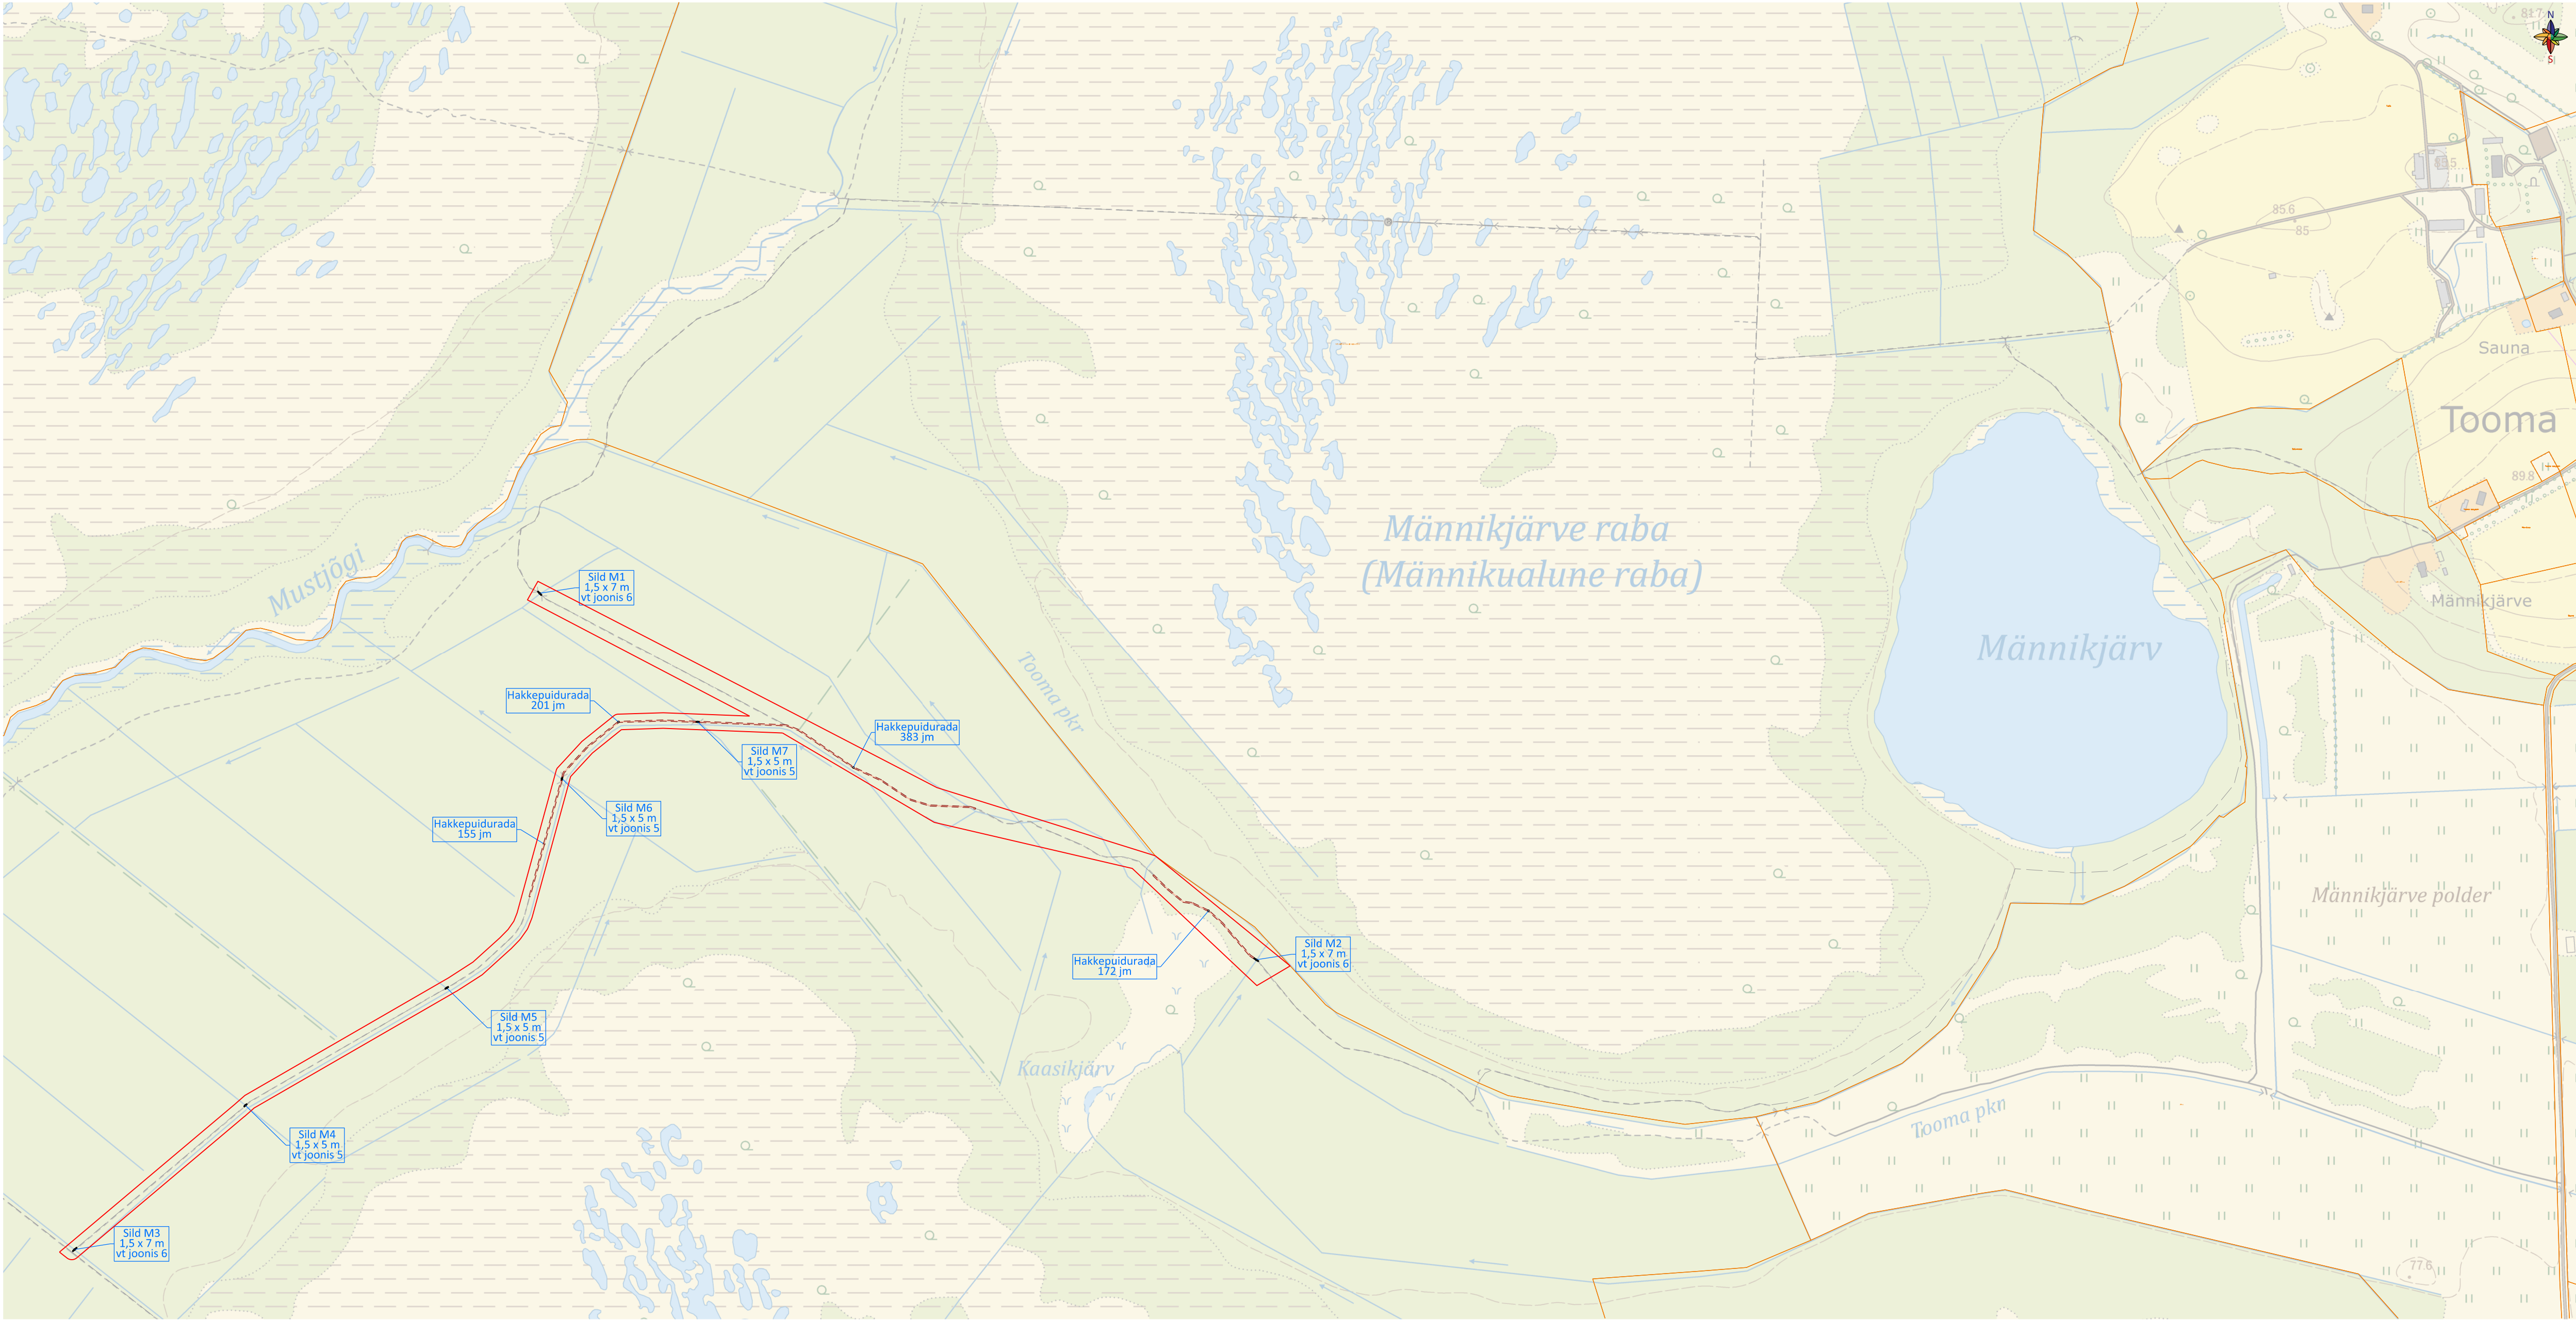 N
S
81.7
85.6
85
Sauna
Tooma
89.8
Männikjärve raba
(Männikualune raba)
Mustjõgi
Sild M1
1,5 x 7 m
vt joonis 6
Männikjärve
Männikjärv
Tooma pkr
Hakkepuidurada
201 jm
Hakkepuidurada
383 jm
Sild M7
1,5 x 5 m
vt joonis 5
Sild M6
1,5 x 5 m
vt joonis 5
Hakkepuidurada
155 jm
Männikjärve polder
Sild M2
1,5 x 7 m
vt joonis 6
Hakkepuidurada
172 jm
Sild M5
1,5 x 5 m
vt joonis 5
Kaasikjärv
Tooma pkr
Sild M4
1,5 x 5 m
vt joonis 5
Sild M3
1,5 x 7 m
vt joonis 6
77.6